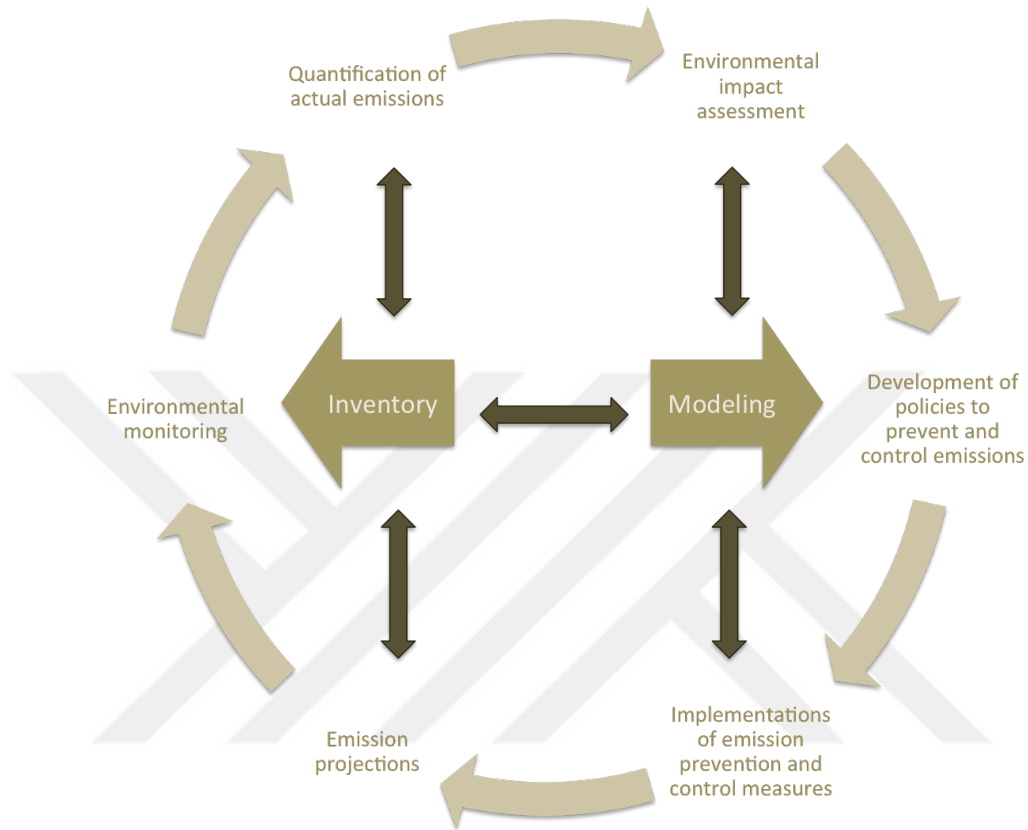 Quantification of
actual emissions
Environmental
impact
assessment
Environmental
monitoring
Inventory
Modeling
Development of
policies to
prevent and
control emissions
Emission
projections
Implementations
of emission
prevention and
control measures